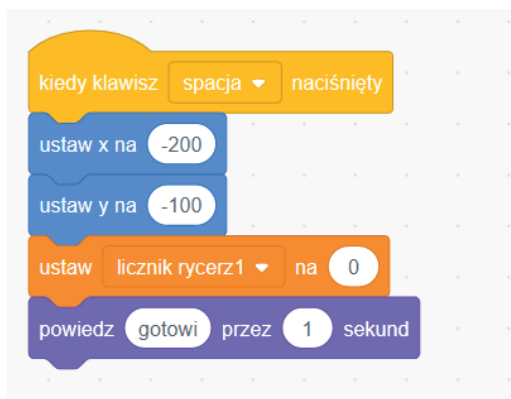 kiedy klawisz spacja naciśnięty
ustaw x na -200
ustaw y na -100
ustaw licznik rycerz1 na 0
powiedz gotowi przez 1 sekund